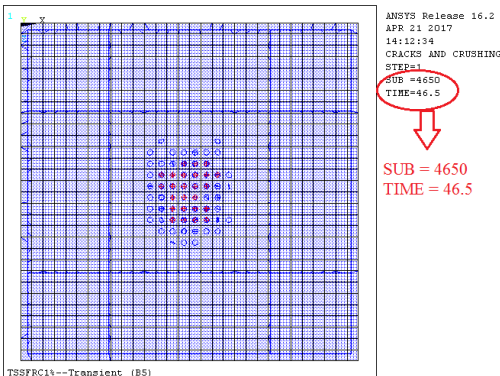 1
Y
X
ANSYS Release 16.2
APR 21 2017
14:12:34
CRACKS AND CRUSHING
STEP=1
SUB =4650
TIME=46.5
SUB = 4650
TIME = 46.5
TSSFRC1%--Transient (B5)